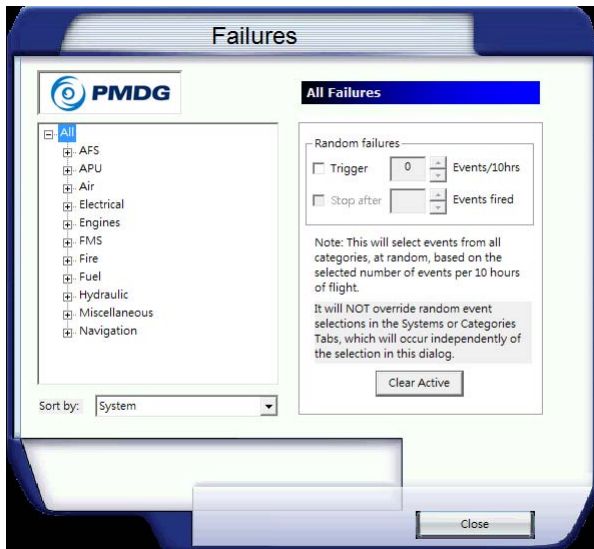 Failures
PMDG
All Failures
All
AFS
APU
Air
Electrical
Engines
FMS
Fire
Fuel
Hydraulic
Miscellaneous
Navigation
Sort by: System
Random failures
Trigger 0 Events/10hrs
Stop after Events fired
Note: This will select events from all
categories, at random, based on the
selected number of events per 10 hours
of flight.
It will NOT override random event
selections in the Systems or Categories
Tabs, which will occur independently of
the selection in this dialog.
Clear Active
Close